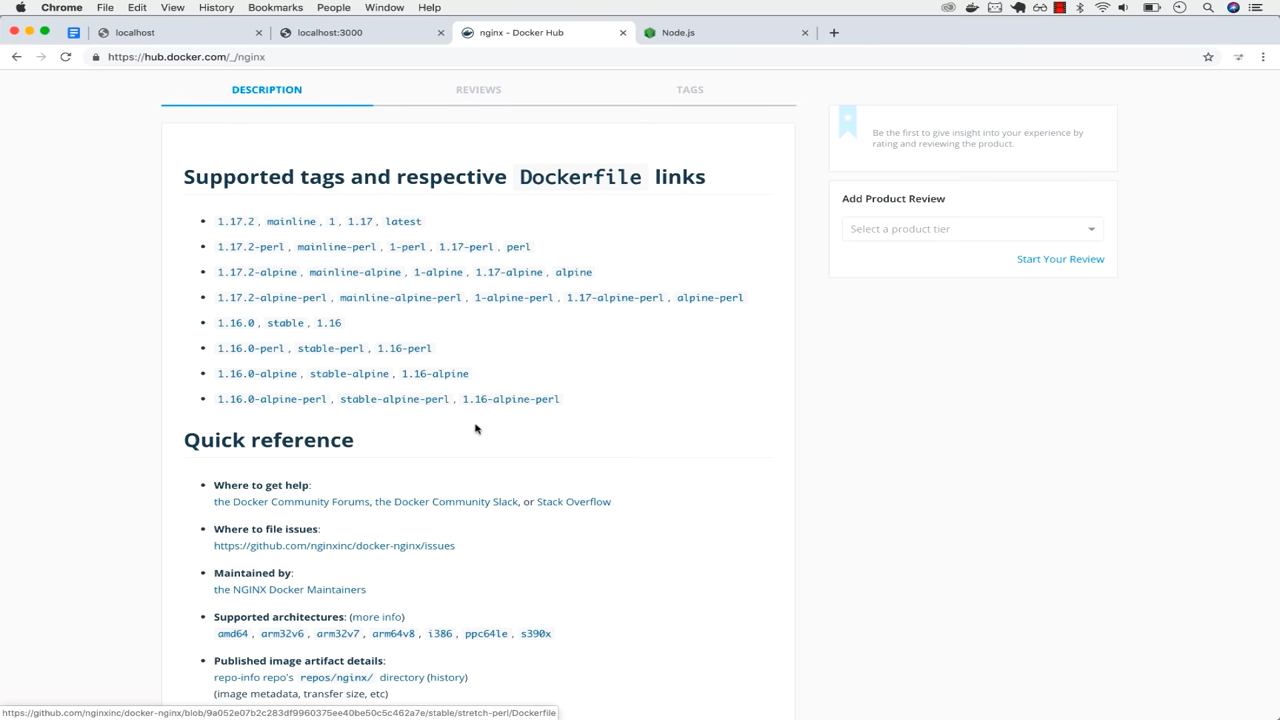 Chrome File Edit View History Bookmarks People Window Help
localhost localhost:3000 nginx - Docker Hub Node.js
https://hub.docker.com/_/nginx
DESCRIPTION REVIEWS TAGS
Be the first to give insight into your experience by
rating and reviewing the product.
Supported tags and respective Dockerfile links
Add Product Review
1.17.2, mainline, 1, 1.17, latest
Select a product tier
1.17.2-perl, mainline-perl, 1-perl, 1.17-perl, perl
Start Your Review
1.17.2-alpine, mainline-alpine, 1-alpine, 1.17-alpine, alpine
1.17.2-alpine-perl, mainline-alpine-perl, 1-alpine-perl, 1.17-alpine-perl, alpine-perl
1.16.0, stable, 1.16
1.16.0-perl, stable-perl, 1.16-perl
1.16.0-alpine, stable-alpine, 1.16-alpine
1.16.0-alpine-perl, stable-alpine-perl, 1.16-alpine-perl
Quick reference
Where to get help:
the Docker Community Forums, the Docker Community Slack, or Stack Overflow
Where to file issues:
https://github.com/nginxinc/docker-nginx/issues
Maintained by:
the NGINX Docker Maintainers
Supported architectures: (more info)
amd64, arm32v6, arm32v7, arm64v8, i386, ppc64le, s390x
Published image artifact details:
repo-info repo's repos/nginx/ directory (history)
(image metadata, transfer size, etc)
https://github.com/nginxinc/docker-nginx/blob/9a052e07b2c283df9960375ee40be50c5c462a7e/stable/stretch-perl/Dockerfile